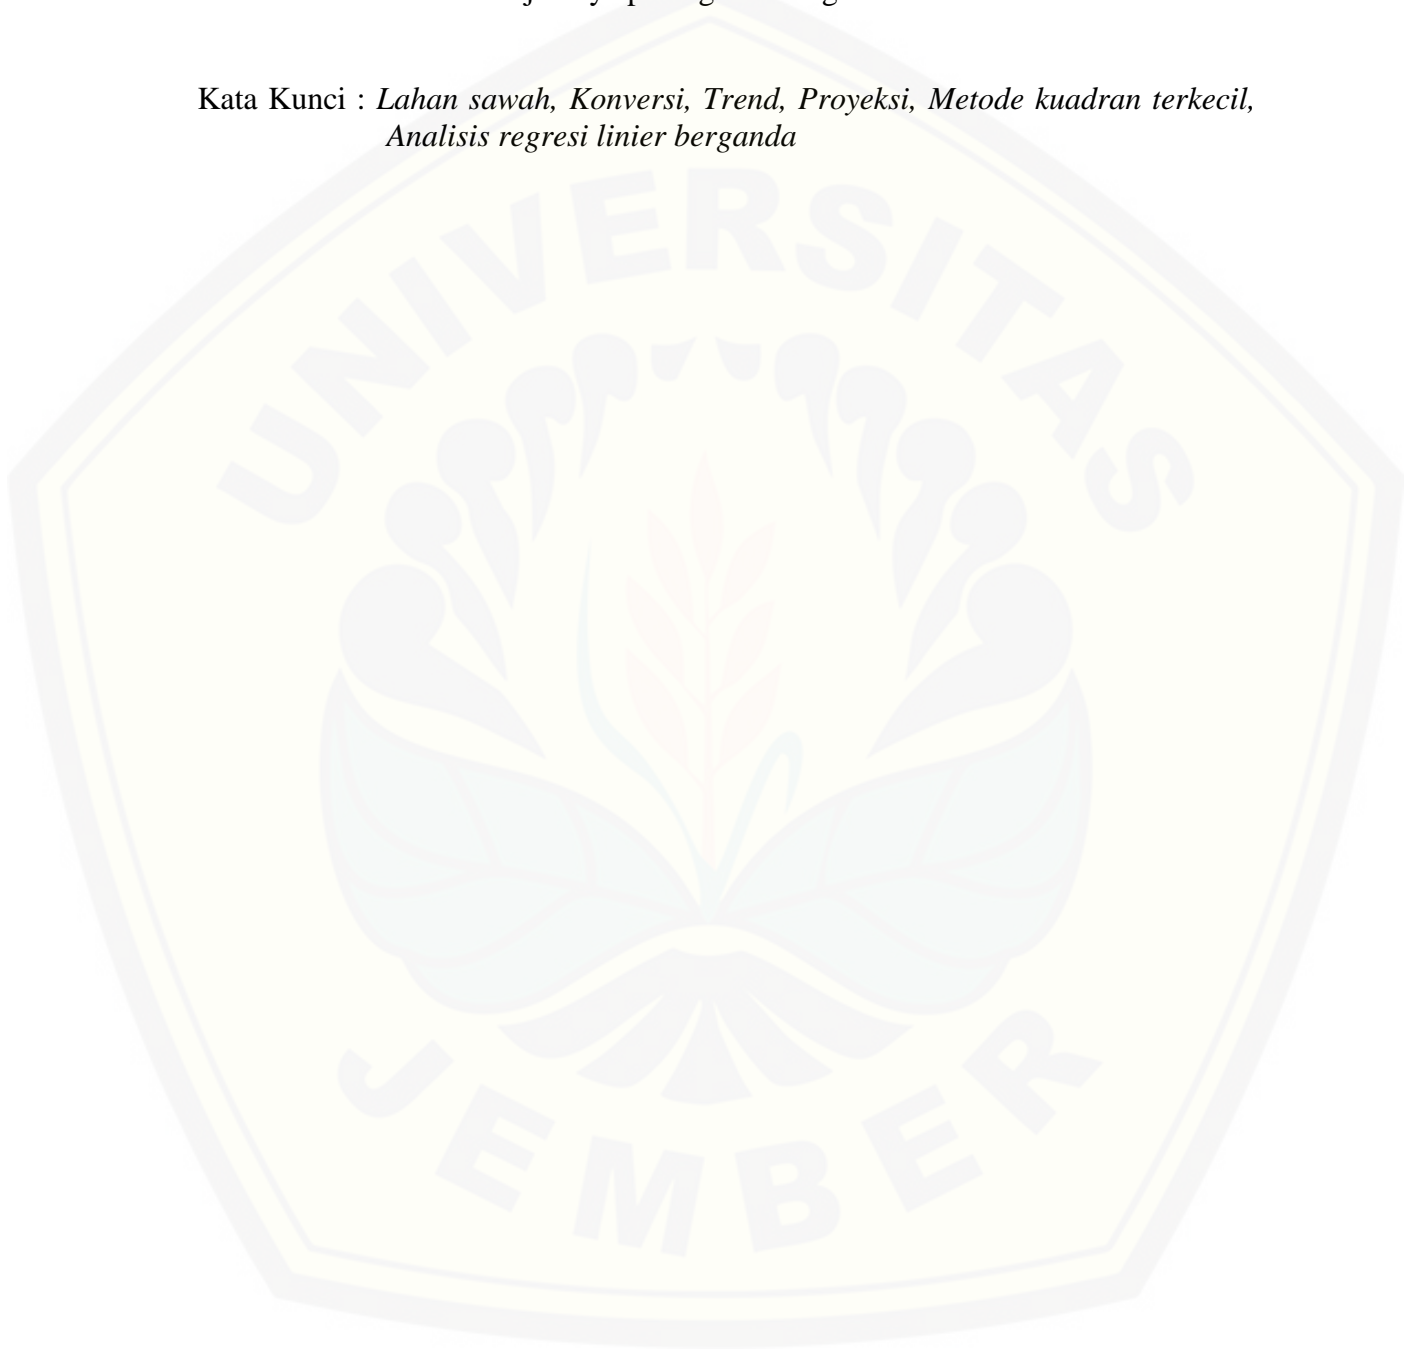 Kata Kunci : Lahan sawah, Konversi, Trend, Proyeksi, Metode kuadran terkecil,
Analisis regresi linier berganda
UNIVERSITAS
JEMBER